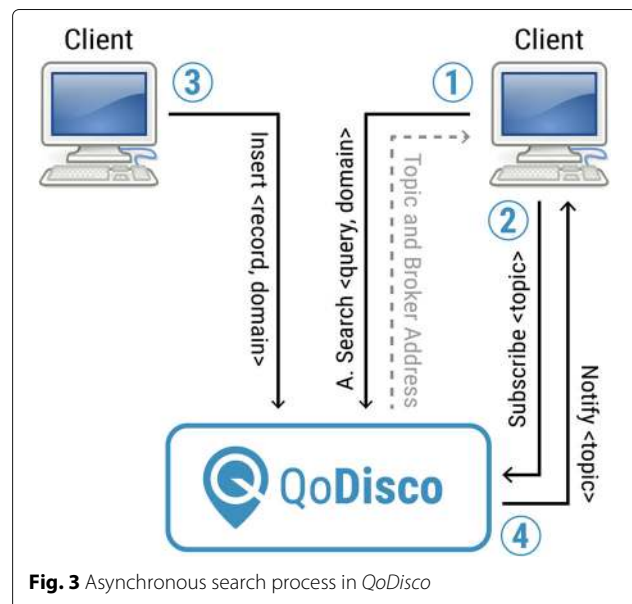 Client
Client
3
1
Insert <record, domain>
A. Search <query, domain>
Topic and Broker Address
2
Subscribe <topic>
Notify <topic>
QoDisco
4
Fig. 3 Asynchronous search process in QoDisco